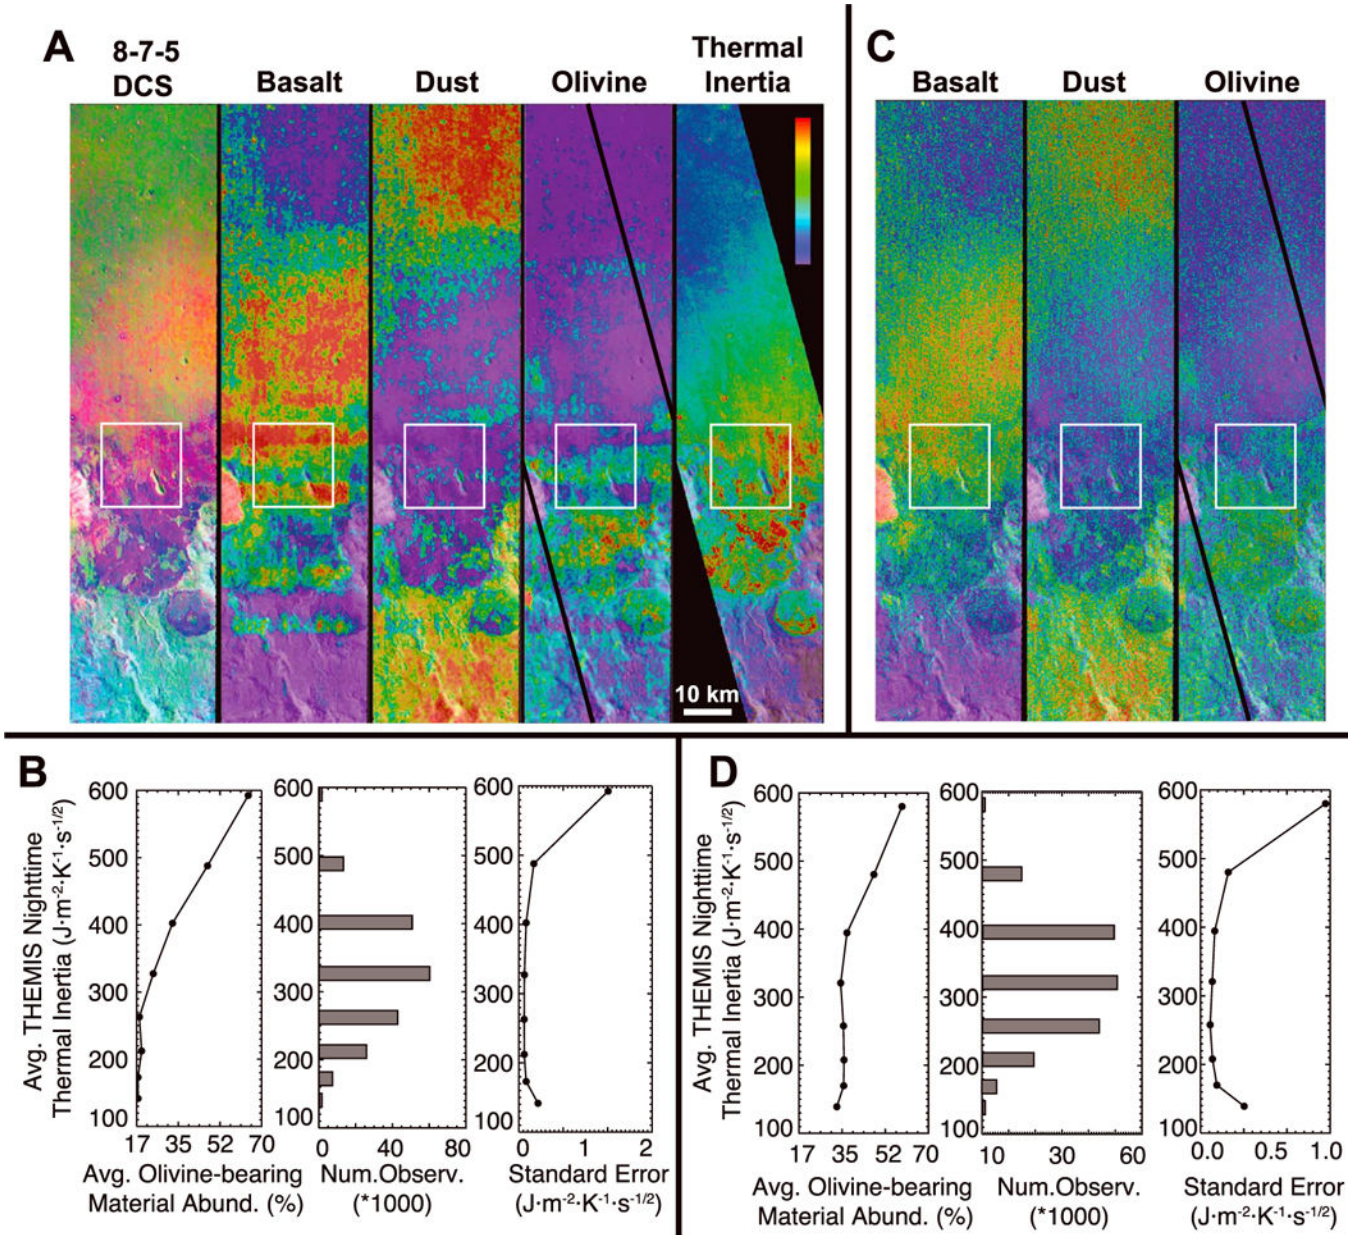 A
8-7-5
DCS
Basalt
Dust
Olivine
Thermal
Inertia
10 km
C
Basalt
Dust
Olivine
B
Avg. THEMIS Nighttime
Thermal Inertia (J·m⁻²·K⁻¹·s⁻¹/²)
600
500
400
300
200
100
17 35 52 70
Avg. Olivine-bearing
Material Abund. (%)
600
500
400
300
200
100
0 40 80
Num.Observ.
(*1000)
600
500
400
300
200
100
0 1 2
Standard Error
(J·m⁻²·K⁻¹·s⁻¹/²)
D
Avg. THEMIS Nighttime
Thermal Inertia (J·m⁻²·K⁻¹·s⁻¹/²)
600
500
400
300
200
100
17 35 52 70
Avg. Olivine-bearing
Material Abund. (%)
600
500
400
300
200
100
10 30 60
Num.Observ.
(*1000)
600
500
400
300
200
100
0.0 0.5 1.0
Standard Error
(J·m⁻²·K⁻¹·s⁻¹/²)